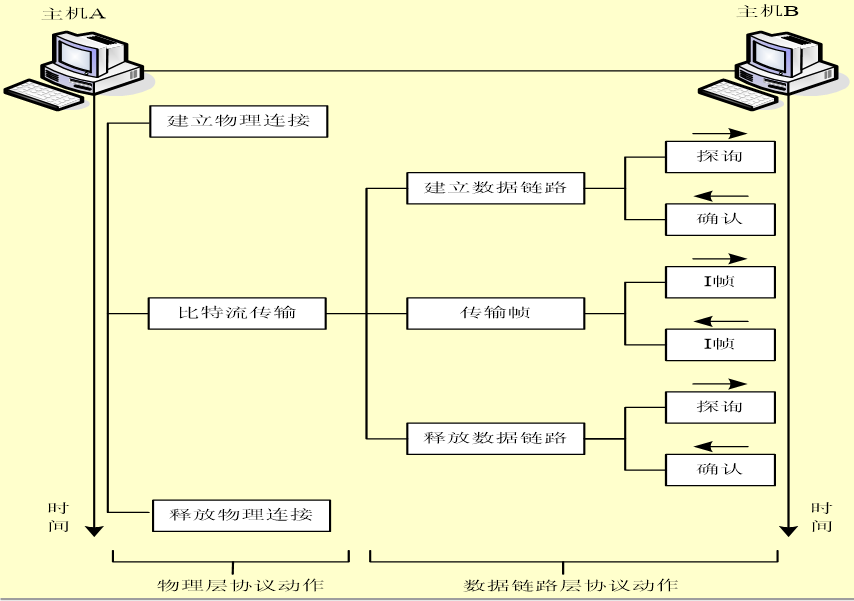 主机A
主机B
建立物理连接
探询
建立数据链路
确认
I帧
比特流传输
传输帧
I帧
探询
释放数据链路
确认
时间
释放物理连接
时间
物理层协议动作
数据链路层协议动作